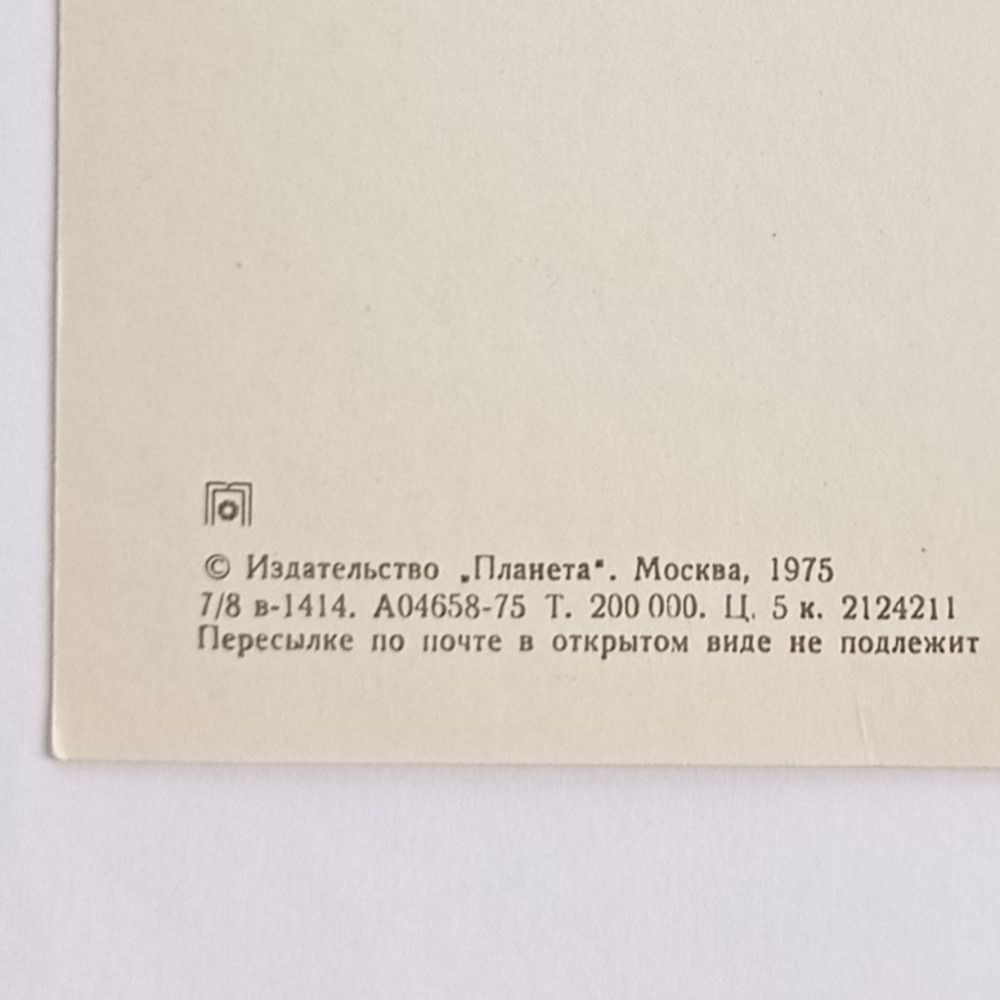 © Издательство „Планета". Москва, 1975
7/8 в-1414. А04658-75 Т. 200 000. Ц. 5 к. 2124211
Пересылке по почте в открытом виде не подлежит